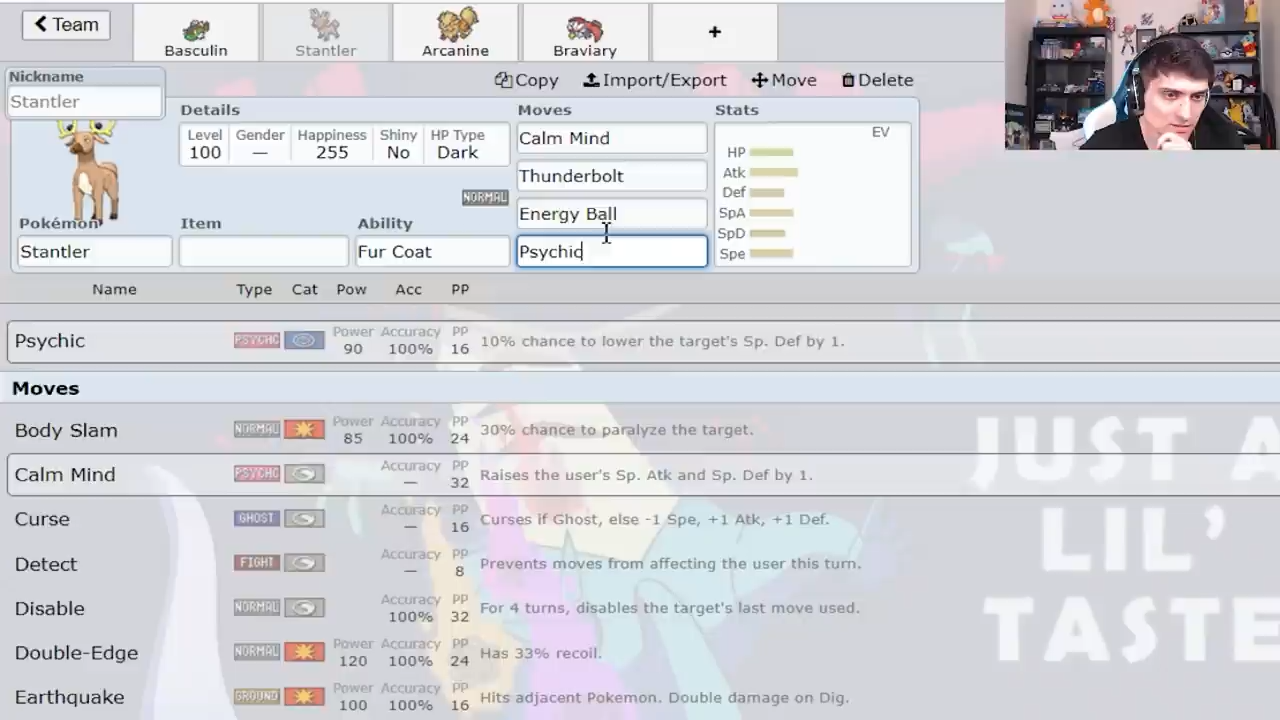 Team
Basculin
Stantler
Arcanine
Braviary
+
Nickname
Stantler
Copy
Import/Export
Move
Delete
Details
Moves
Stats
Level
100
Gender
—
Happiness
255
Shiny
No
HP Type
Dark
NORMAL
Calm Mind
Thunderbolt
Energy Ball
Psychic
EV
HP
Atk
Def
SpA
SpD
Spe
Pokémon
Stantler
Item
Ability
Fur Coat
Name Type Cat Pow Acc PP
Psychic PSYCHC Power 90 Accuracy 100% PP 16 10% chance to lower the target's Sp. Def by 1.
Moves
Body Slam NORMAL Power 85 Accuracy 100% PP 24 30% chance to paralyze the target.
Calm Mind PSYCHC Accuracy — PP 32 Raises the user's Sp. Atk and Sp. Def by 1.
Curse GHOST Accuracy — PP 16 Curses if Ghost, else -1 Spe, +1 Atk, +1 Def.
Detect FIGHT Accuracy — PP 8 Prevents moves from affecting the user this turn.
Disable NORMAL Accuracy 100% PP 32 For 4 turns, disables the target's last move used.
Double-Edge NORMAL Power 120 Accuracy 100% PP 24 Has 33% recoil.
Earthquake GROUND Power 100 Accuracy 100% PP 16 Hits adjacent Pokemon. Double damage on Dig.
JUST A
LIL'
TASTE